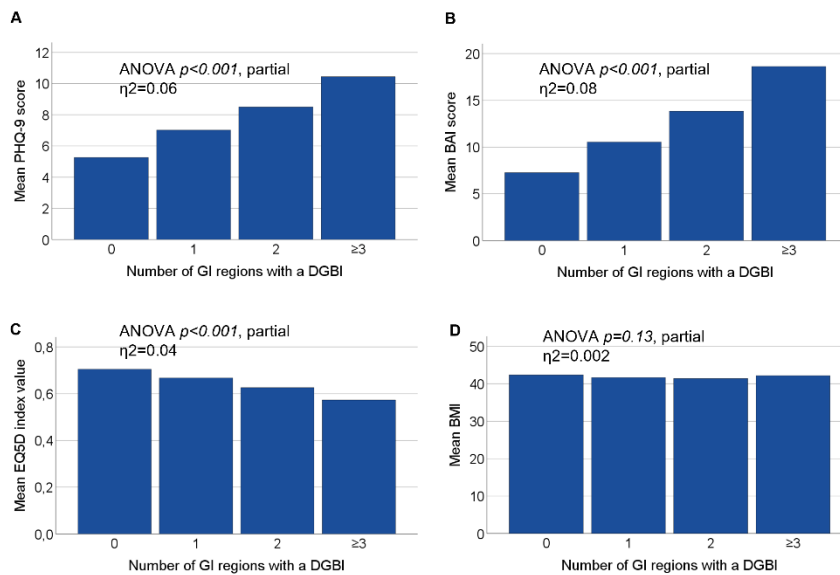 A
ANOVA p<0.001, partial
η2=0.06
Mean PHQ-9 score
12
10
8
6
4
2
0
0 1 2 ≥3
Number of GI regions with a DGBI
B
ANOVA p<0.001, partial
η2=0.08
Mean BAI score
20
15
10
5
0
0 1 2 ≥3
Number of GI regions with a DGBI
C
ANOVA p<0.001, partial
η2=0.04
Mean EQ5D index value
0,8
0,6
0,4
0,2
0,0
0 1 2 ≥3
Number of GI regions with a DGBI
D
ANOVA p=0.13, partial
η2=0.002
Mean BMI
50
40
30
20
10
0
0 1 2 ≥3
Number of GI regions with a DGBI